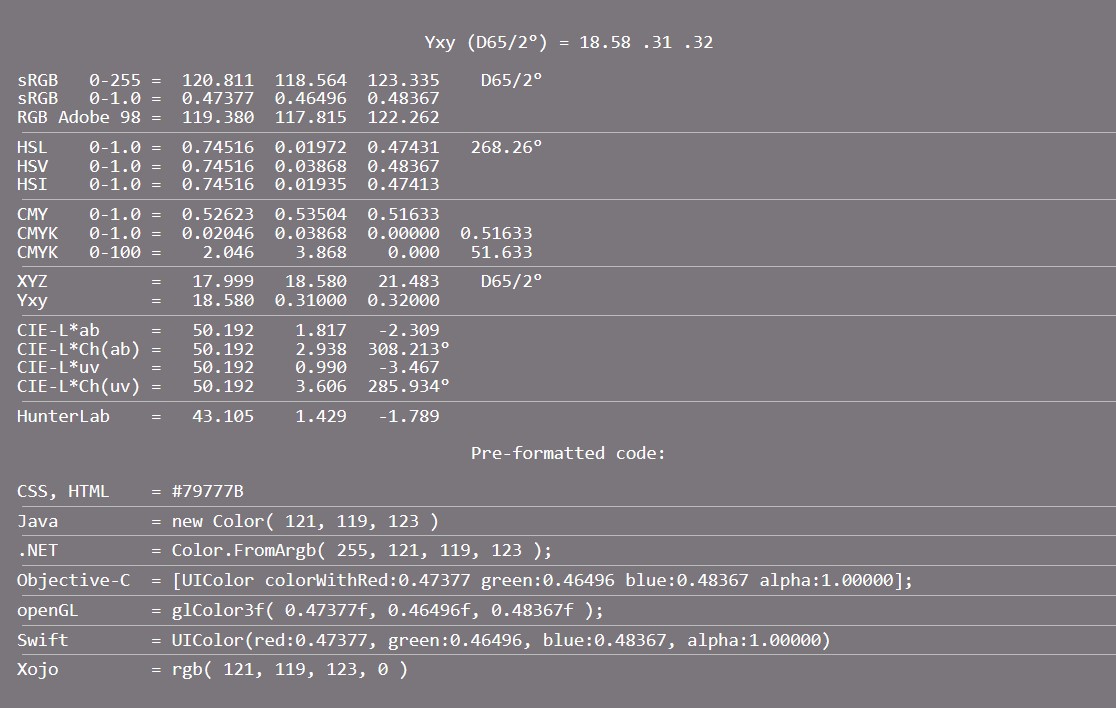 Yxy (D65/2°) = 18.58 .31 .32
sRGB 0-255 = 120.811 118.564 123.335 D65/2°
sRGB 0-1.0 = 0.47377 0.46496 0.48367
RGB Adobe 98 = 119.380 117.815 122.262
HSL 0-1.0 = 0.74516 0.01972 0.47431 268.26°
HSV 0-1.0 = 0.74516 0.03868 0.48367
HSI 0-1.0 = 0.74516 0.01935 0.47413
CMY 0-1.0 = 0.52623 0.53504 0.51633
CMYK 0-1.0 = 0.02046 0.03868 0.00000 0.51633
CMYK 0-100 = 2.046 3.868 0.000 51.633
XYZ = 17.999 18.580 21.483 D65/2°
Yxy = 18.580 0.31000 0.32000
CIE-L*ab = 50.192 1.817 -2.309
CIE-L*Ch(ab) = 50.192 2.938 308.213°
CIE-L*uv = 50.192 0.990 -3.467
CIE-L*Ch(uv) = 50.192 3.606 285.934°
HunterLab = 43.105 1.429 -1.789
Pre-formatted code:
CSS, HTML = #79777B
Java = new Color( 121, 119, 123 )
.NET = Color.FromArgb( 255, 121, 119, 123 );
Objective-C = [UIColor colorWithRed:0.47377 green:0.46496 blue:0.48367 alpha:1.00000];
openGL = glColor3f( 0.47377f, 0.46496f, 0.48367f );
Swift = UIColor(red:0.47377, green:0.46496, blue:0.48367, alpha:1.00000)
Xojo = rgb( 121, 119, 123, 0 )